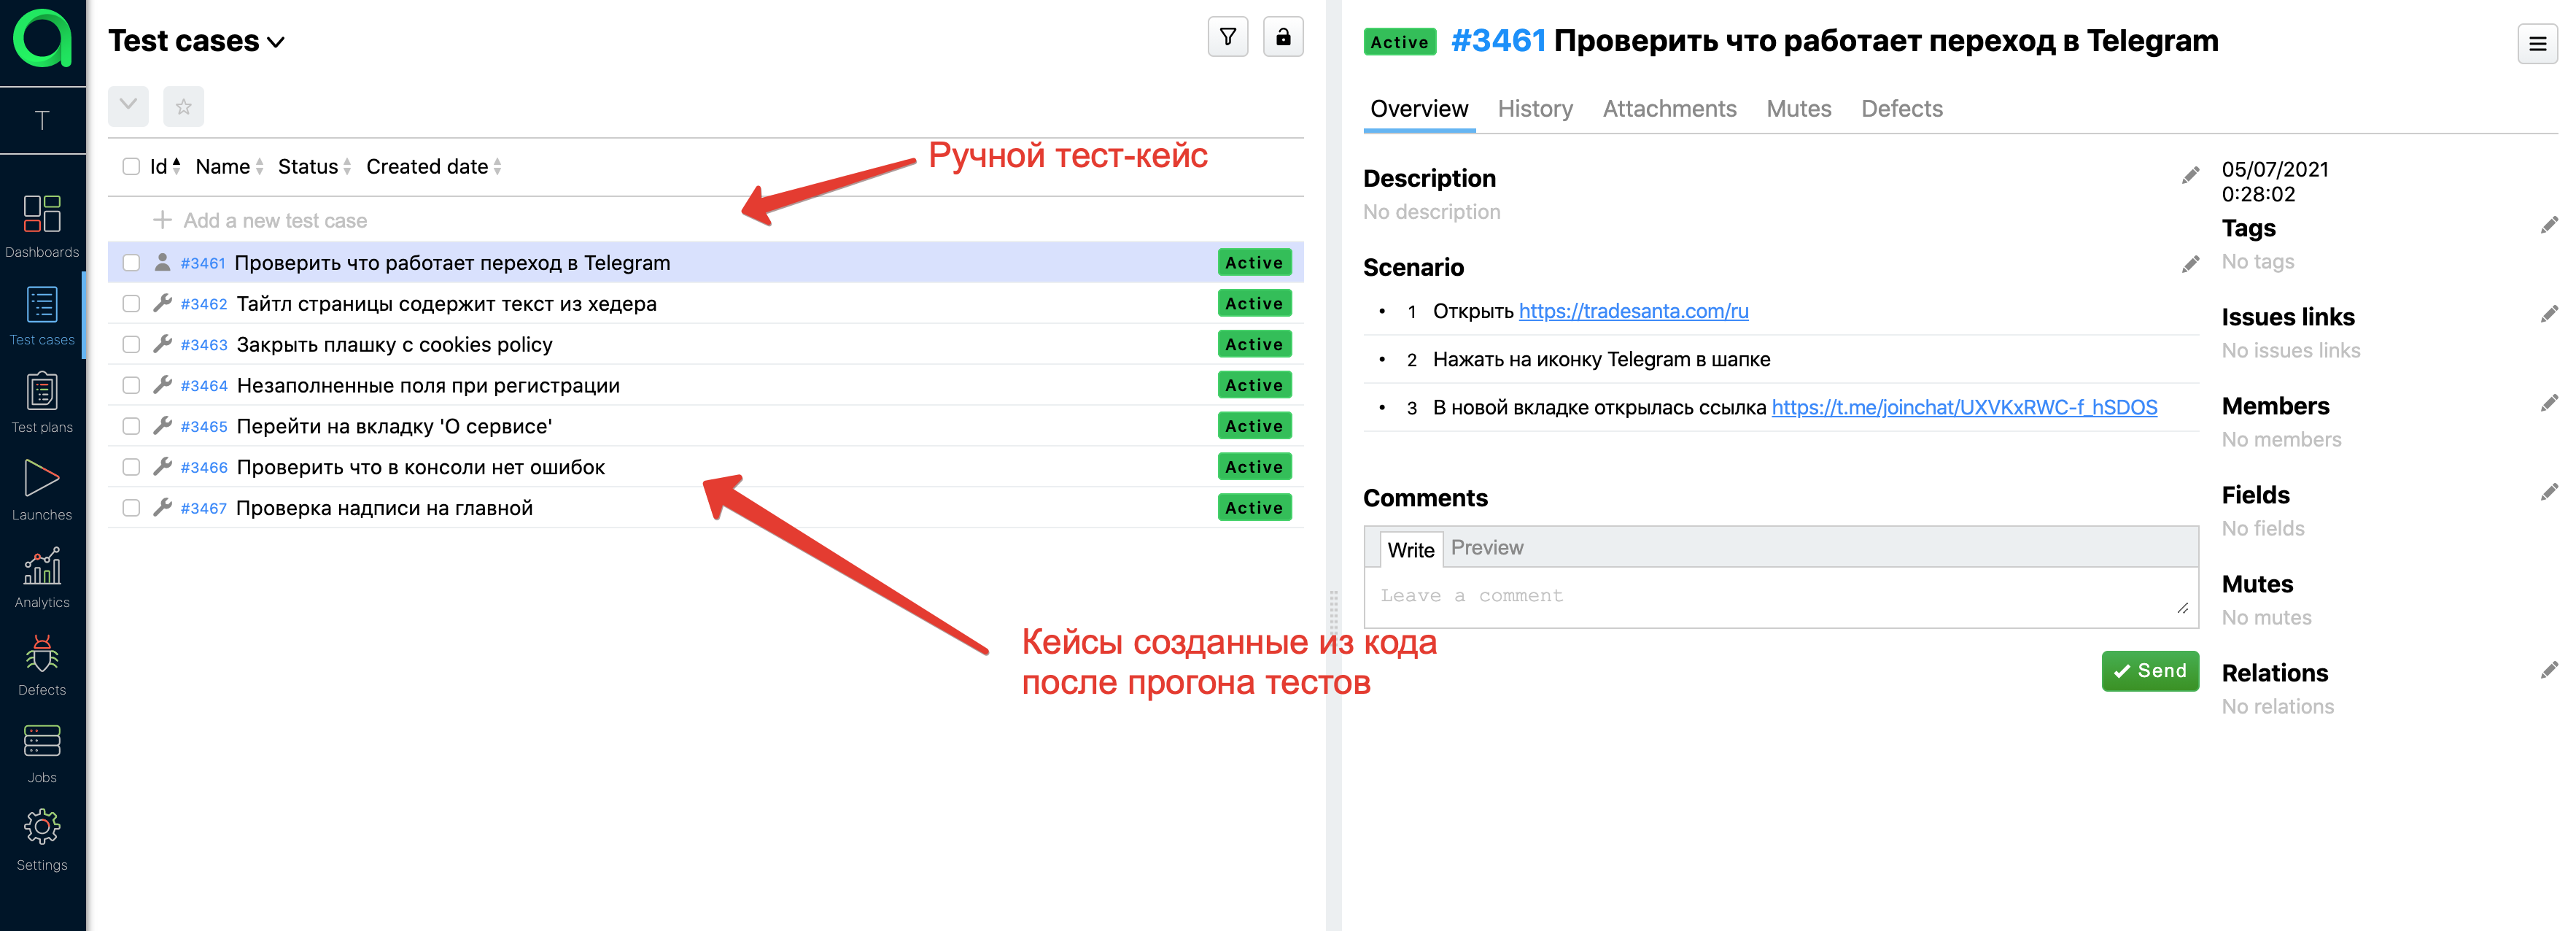 Test cases
T
Dashboards
Test cases
Test plans
Launches
Analytics
Defects
Jobs
Settings
Id Name Status Created date
Ручной тест-кейс
Add a new test case
#3461 Проверить что работает переход в Telegram Active
#3462 Тайтл страницы содержит текст из хедера Active
#3463 Закрыть плашку с cookies policy Active
#3464 Незаполненные поля при регистрации Active
#3465 Перейти на вкладку 'О сервисе' Active
#3466 Проверить что в консоли нет ошибок Active
#3467 Проверка надписи на главной Active
Кейсы созданные из кода
после прогона тестов
Active #3461 Проверить что работает переход в Telegram
Overview History Attachments Mutes Defects
Description
No description
Scenario
• 1 Открыть https://tradesanta.com/ru
• 2 Нажать на иконку Telegram в шапке
• 3 В новой вкладке открылась ссылка https://t.me/joinchat/UXVKxRWC-f_hSDOS
Comments
Write Preview
Leave a comment
Send
05/07/2021
0:28:02
Tags
No tags
Issues links
No issues links
Members
No members
Fields
No fields
Mutes
No mutes
Relations
No relations